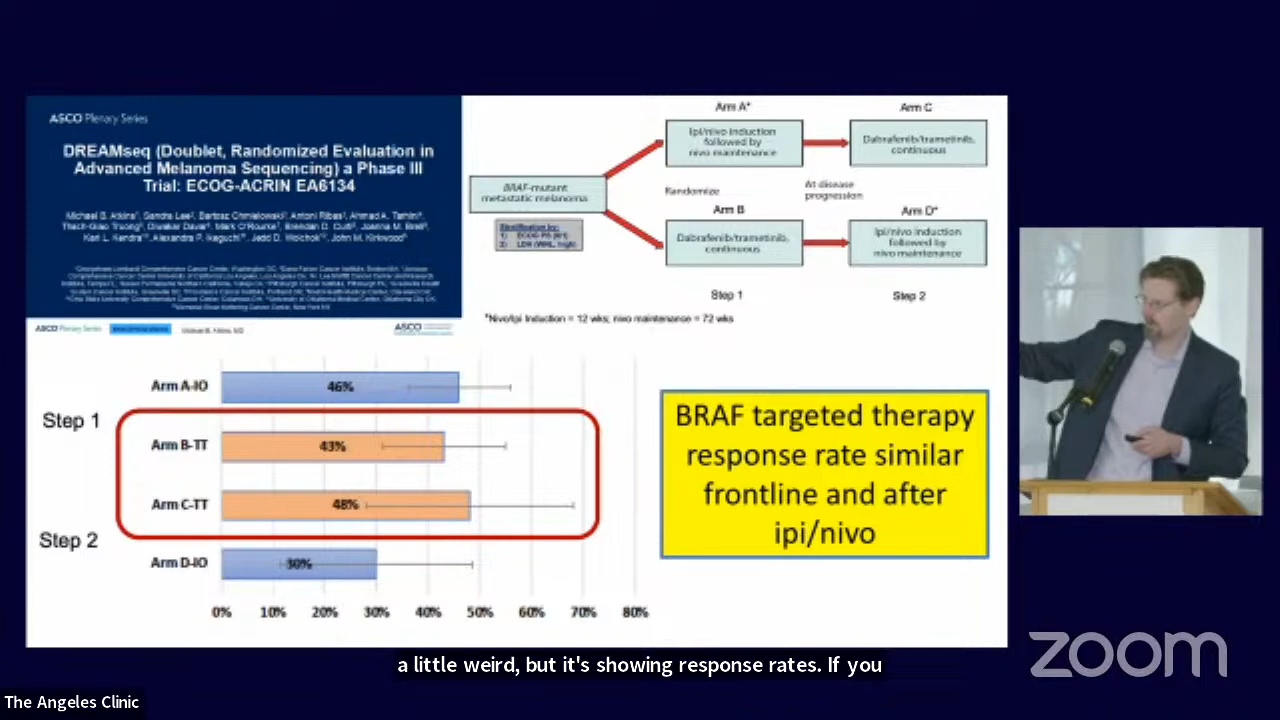 ASCO Plenary Series
DREAMseq (Doublet, Randomized Evaluation in
Advanced Melanoma Sequencing) a Phase III
Trial: ECOG-ACRIN EA6134
Michael B. Atkins, Sandra Lee, Bartosz Chmielowski, Antoni Ribas, Ahmad A. Tarhini,
Thach-Giao Truong, Diwakar Davar, Mark O'Rourke, Brendan D. Curti, Joanna M. Brell,
Kari L. Kendra, Alexandra P. Ikeguchi, Jedd D. Wolchok, John M. Kirkwood
ASCO Plenary Series
Michael B. Atkins, MD
ASCO
Arm A*
Ipi/nivo induction
followed by
nivo maintenance
Arm C
Dabrafenib/trametinib,
continuous
BRAF-mutant
metastatic melanoma
Randomize
At disease
progression
Stratification by:
1) ECOG PS (0/1)
2) LDH (WNL, high)
Arm B
Dabrafenib/trametinib,
continuous
Arm D*
Ipi/nivo induction
followed by
nivo maintenance
Step 1
Step 2
*Nivo/Ipi Induction = 12 wks; nivo maintenance = 72 wks
Step 1
Arm A-IO
46%
Arm B-TT
43%
Step 2
Arm C-TT
48%
Arm D-IO
30%
0% 10% 20% 30% 40% 50% 60% 70% 80%
BRAF targeted therapy
response rate similar
frontline and after
ipi/nivo
zoom
a little weird, but it's showing response rates. If you
The Angeles Clinic